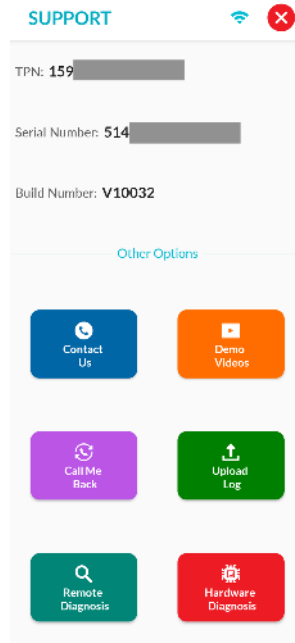 SUPPORT
TPN: 159
Serial Number: 514
Build Number: V10032
Other Options
Contact
Us
Demo
Videos
Call Me
Back
Upload
Log
Remote
Diagnosis
Hardware
Diagnosis